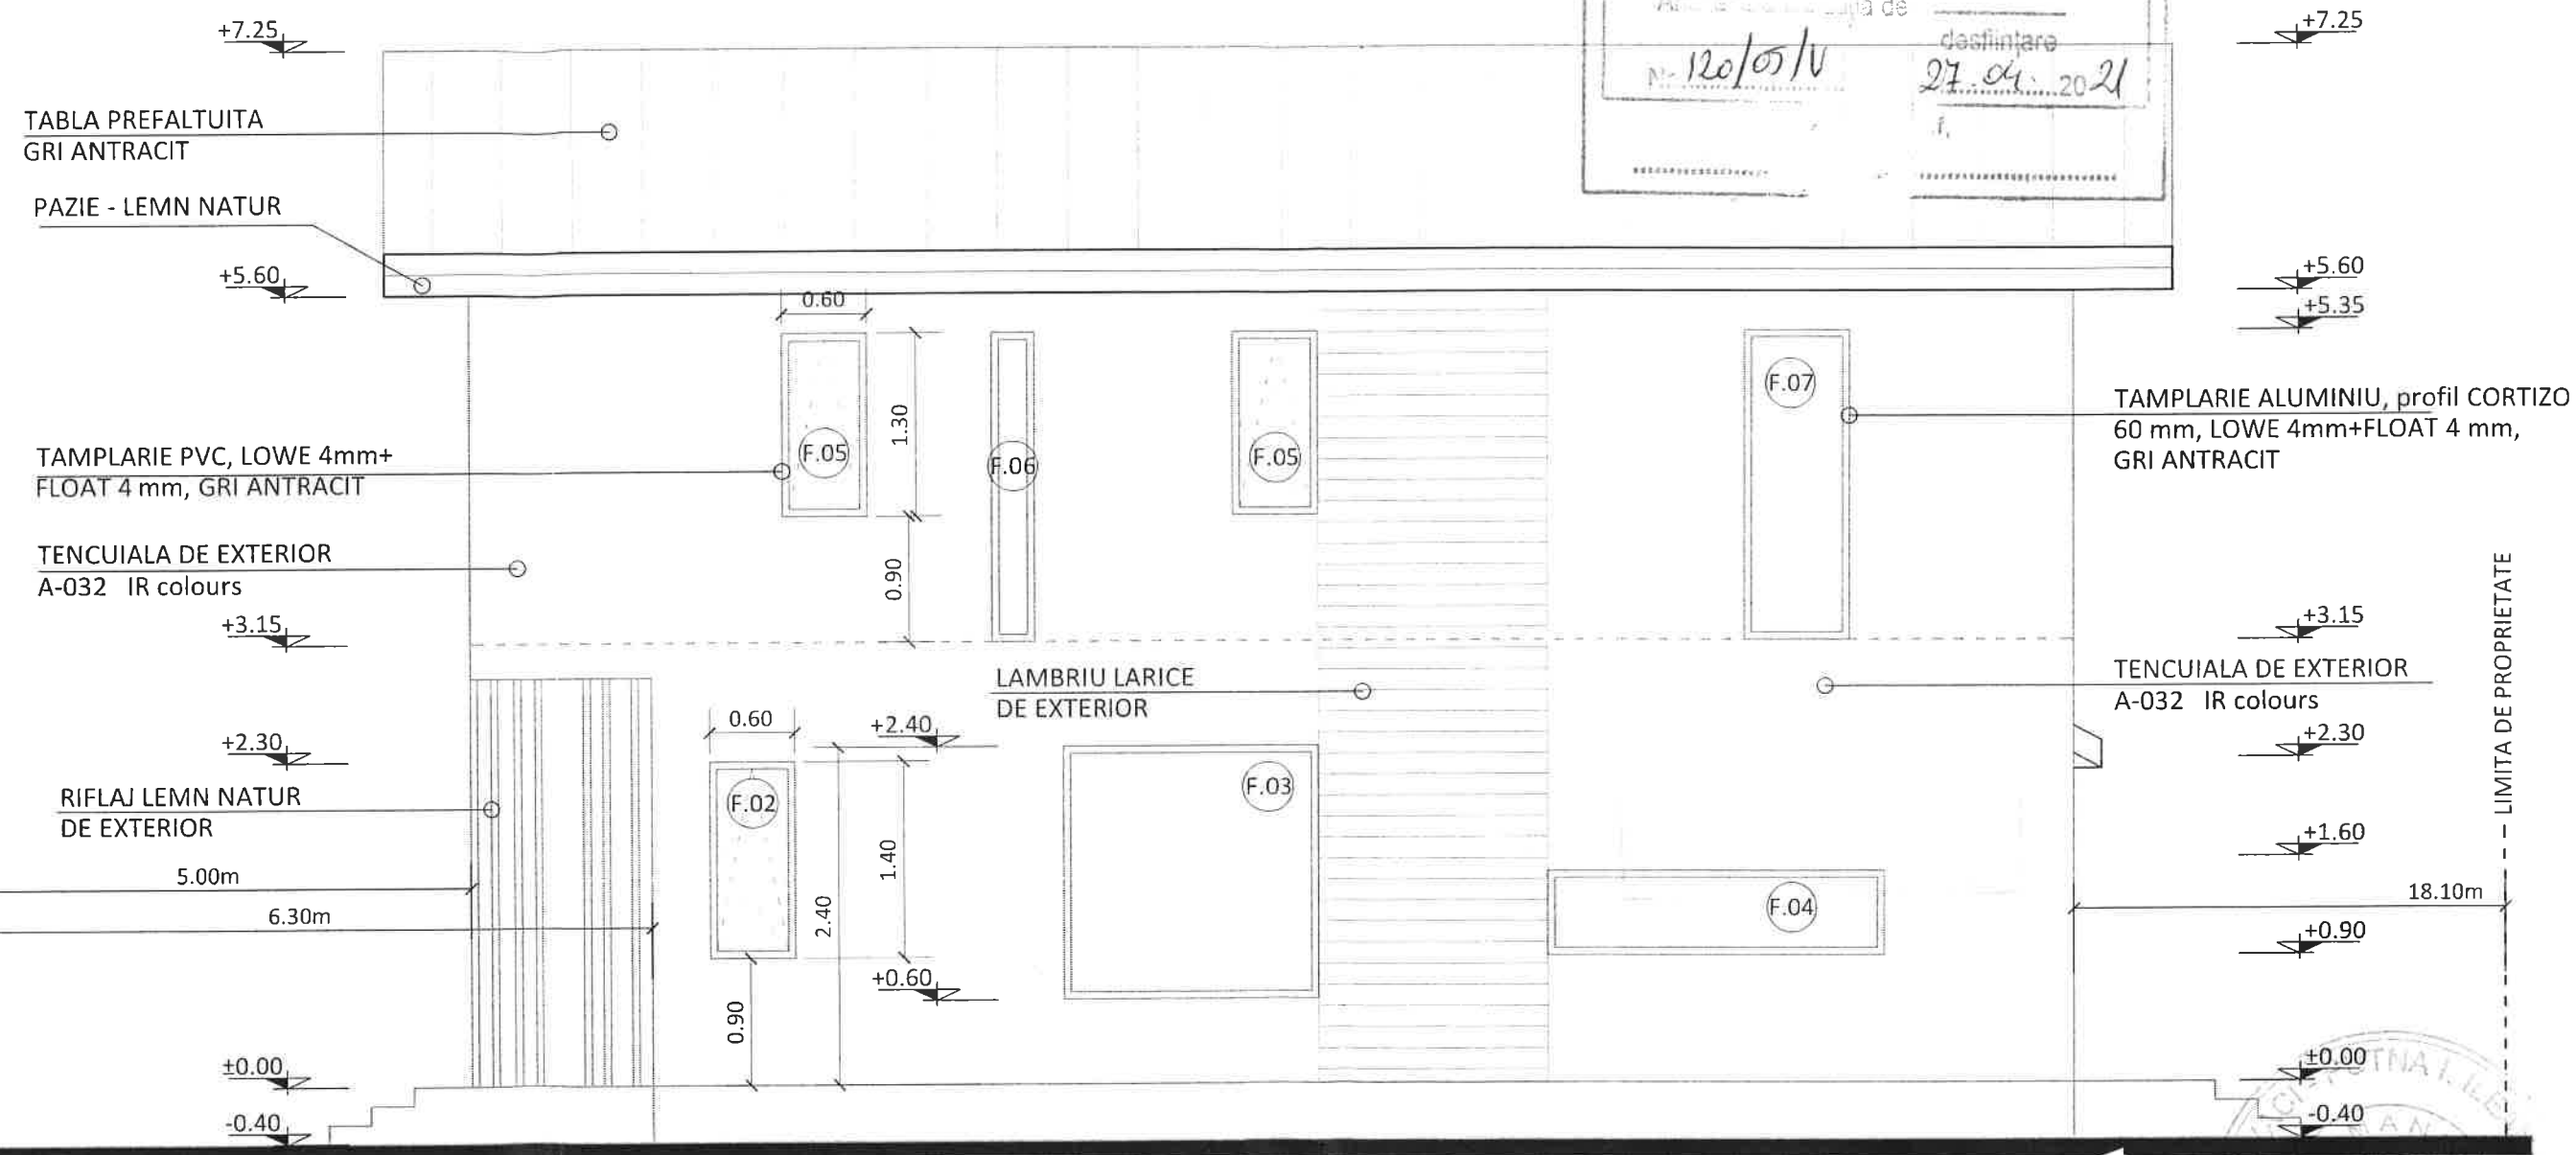 de
desființare
120/05/V
27.04.2021
+7.25
+7.25
TABLA PREFALTUITA
GRI ANTRACIT
PAZIE - LEMN NATUR
+5.60
+5.60
+5.35
0.60
F.05
F.06
F.05
F.07
1.30
TAMPLARIE PVC, LOWE 4mm+
FLOAT 4 mm, GRI ANTRACIT
TAMPLARIE ALUMINIU, profil CORTIZO
60 mm, LOWE 4mm+FLOAT 4 mm,
GRI ANTRACIT
TENCUIALA DE EXTERIOR
A-032 IR colours
0.90
+3.15
+3.15
LIMITA DE PROPRIETATE
LAMBRIU LARICE
DE EXTERIOR
TENCUIALA DE EXTERIOR
A-032 IR colours
0.60
+2.40
+2.30
+2.30
F.02
F.03
RIFLAJ LEMN NATUR
DE EXTERIOR
+1.60
1.40
5.00m
6.30m
2.40
F.04
18.10m
+0.90
+0.60
0.90
±0.00
±0.00
-0.40
-0.40